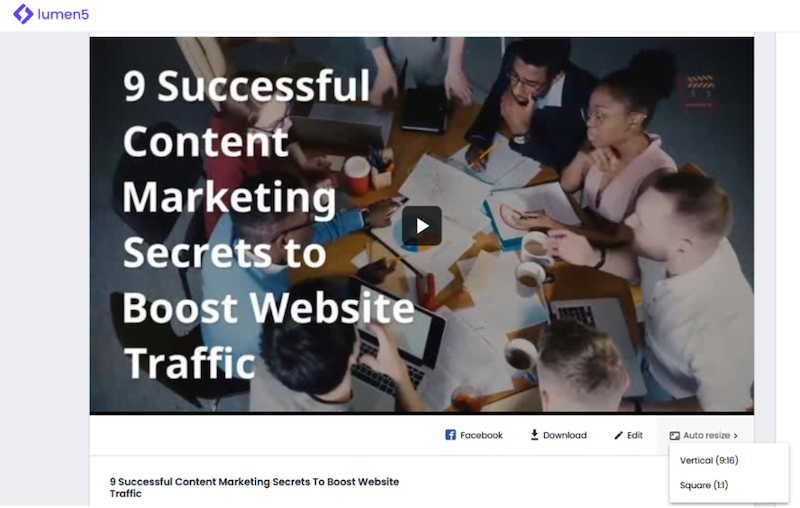 lumen5
9 Successful
Content
Marketing
Secrets to
Boost Website
Traffic
Facebook
Download
Edit
Auto resize >
Vertical (9:16)
Square (1:1)
9 Successful Content Marketing Secrets To Boost Website
Traffic